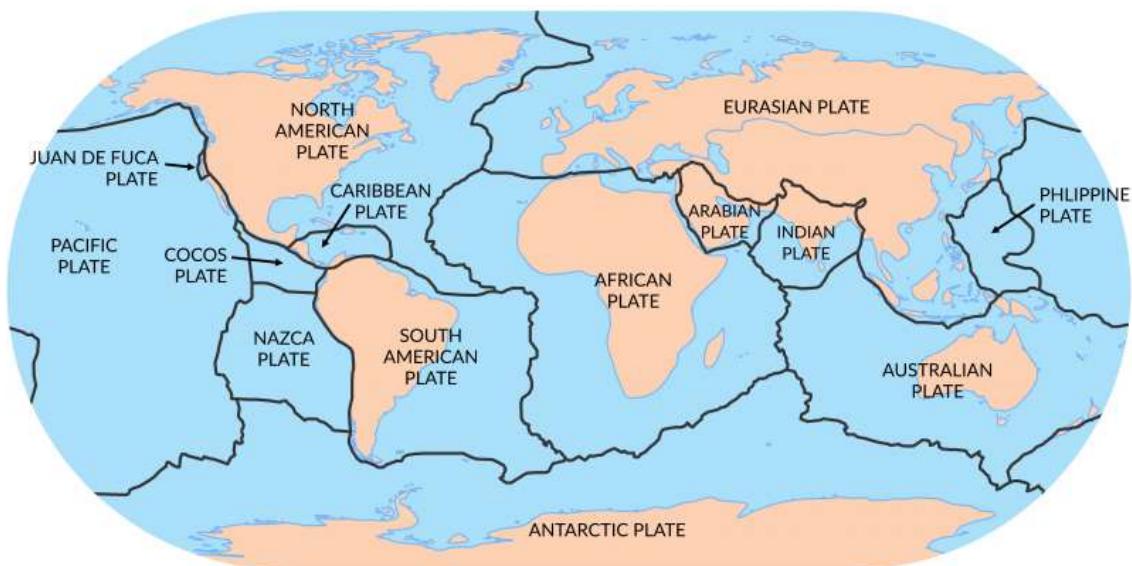 NORTH
AMERICAN
PLATE
EURASIAN PLATE
JUAN DE FUCA
PLATE
CARIBBEAN
PLATE
PHLIPPINE
PLATE
ARABIAN
PLATE
INDIAN
PLATE
PACIFIC
PLATE
COCOS
PLATE
AFRICAN
PLATE
NAZCA
PLATE
SOUTH
AMERICAN
PLATE
AUSTRALIAN
PLATE
ANTARCTIC PLATE